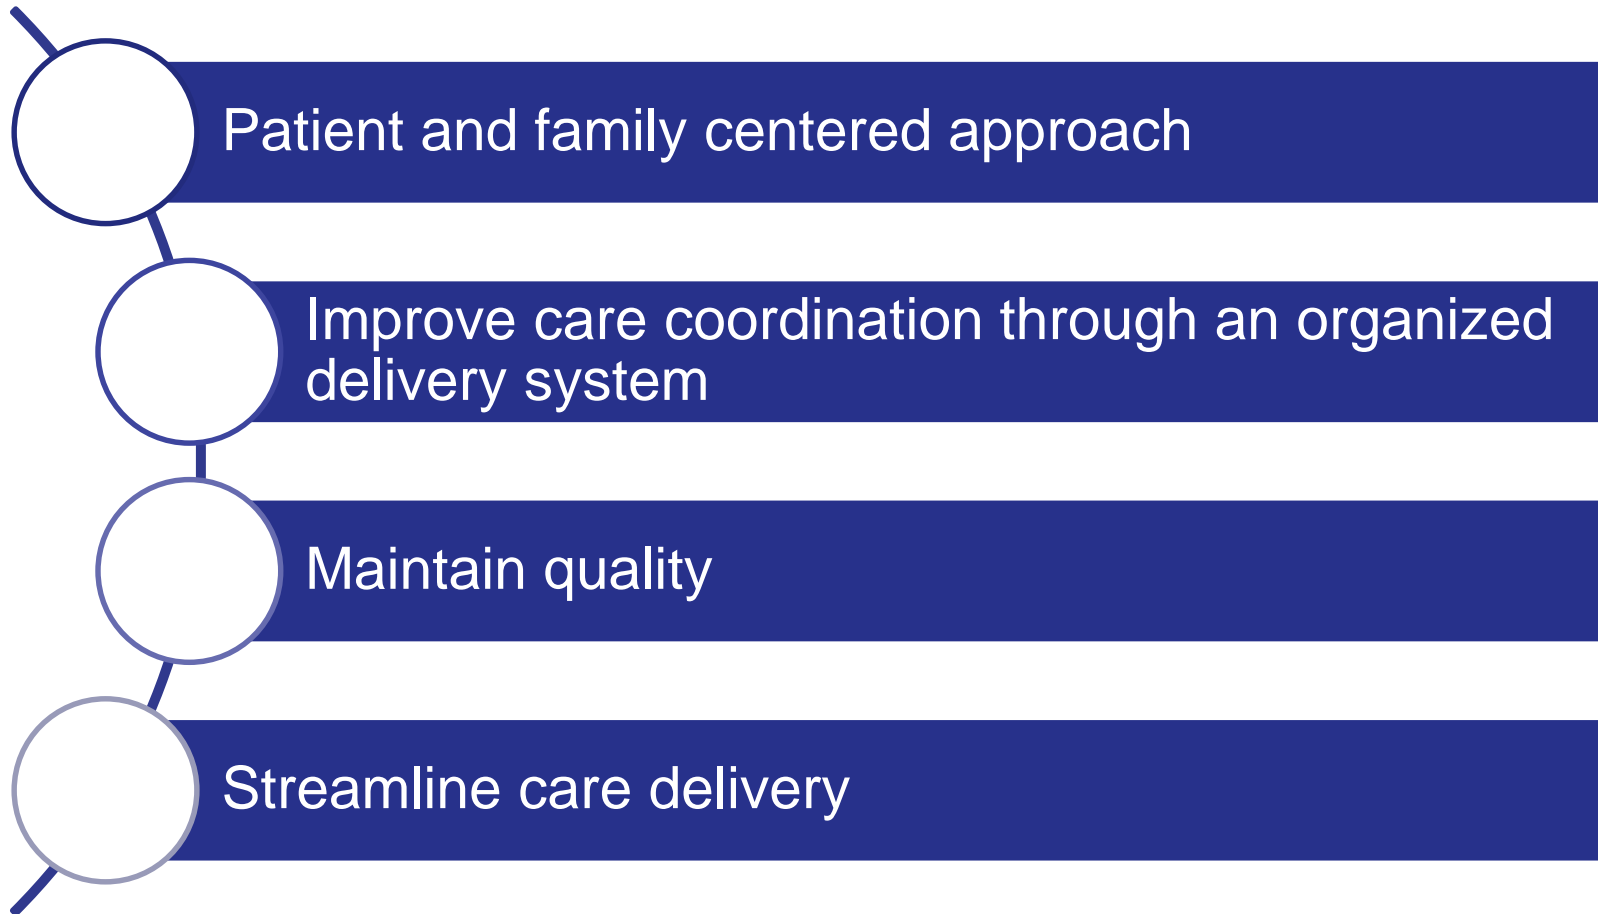 Patient and family centered approach
Improve care coordination through an organized
delivery system
Maintain quality
Streamline care delivery